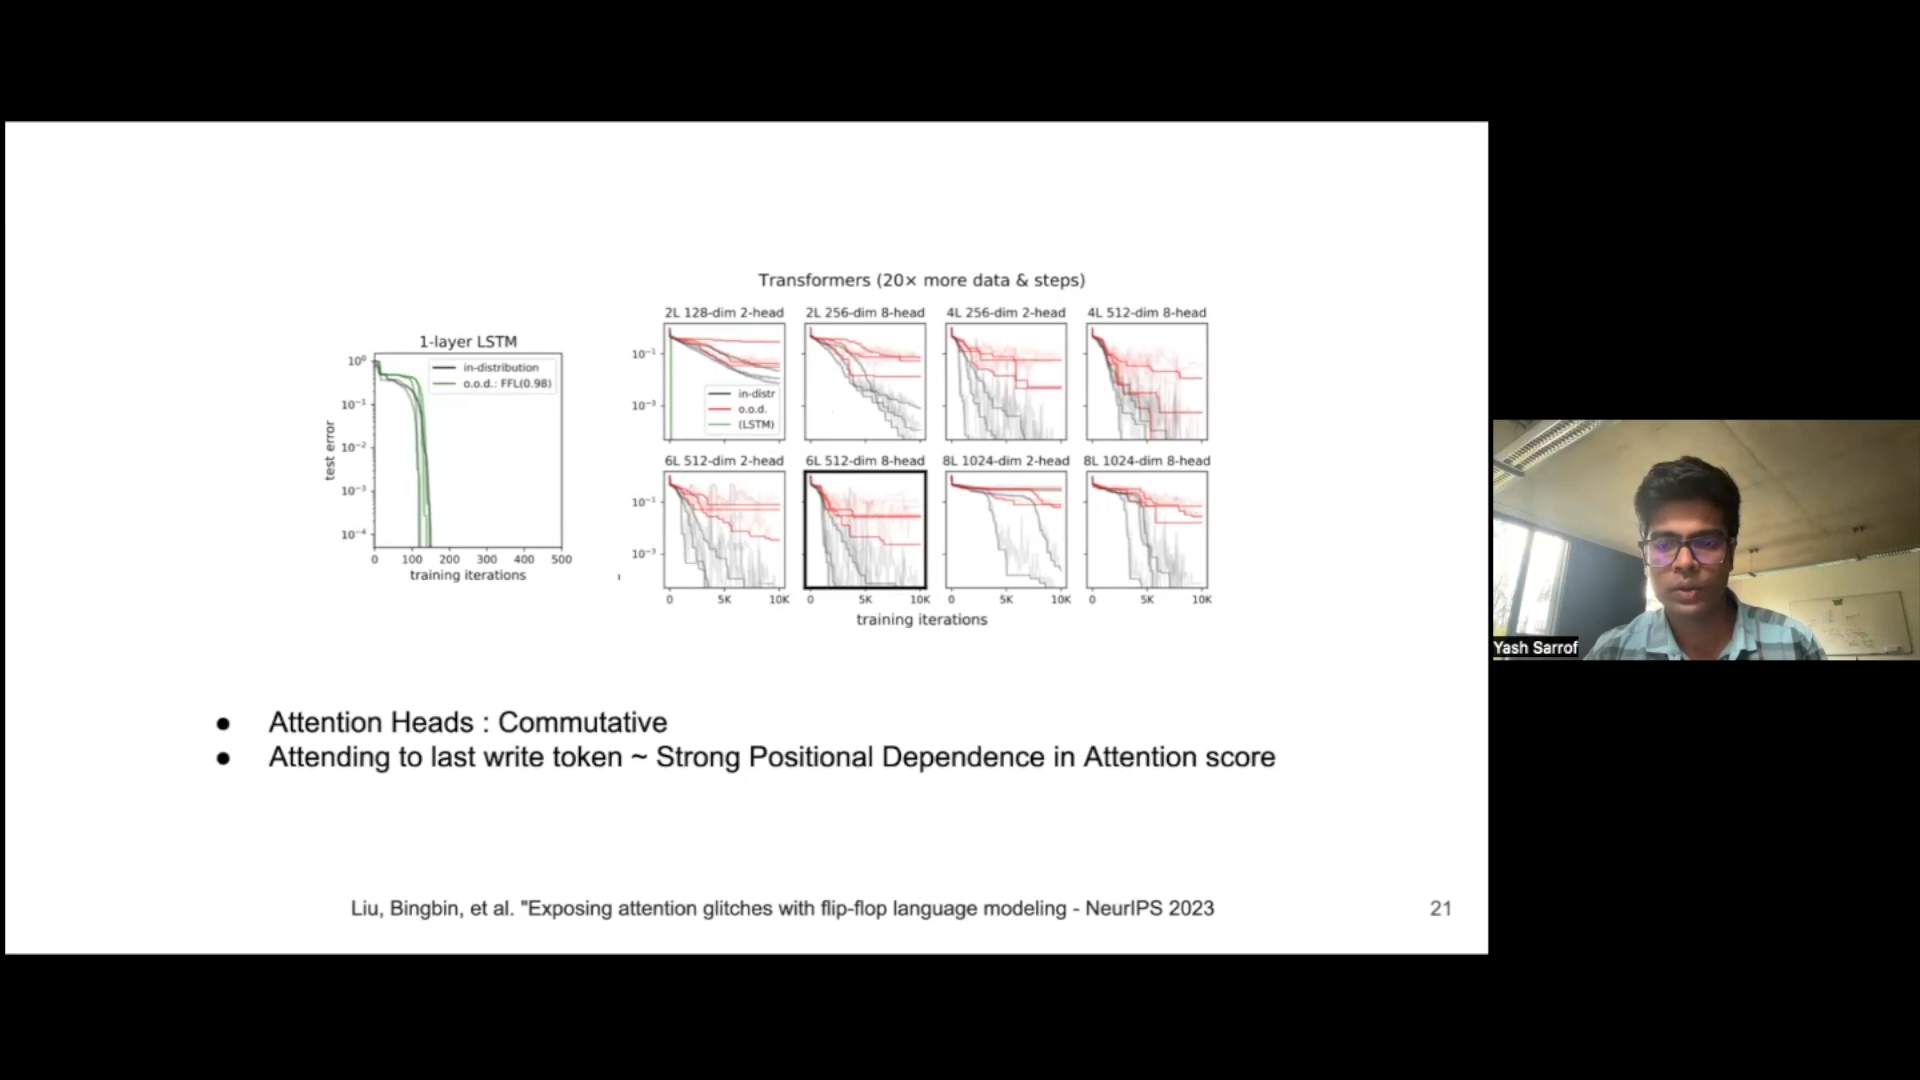 Transformers (20× more data & steps)
2L 128-dim 2-head
2L 256-dim 8-head
4L 256-dim 2-head
4L 512-dim 8-head
10⁻¹
10⁻³
in-distr
o.o.d.
(LSTM)
1-layer LSTM
in-distribution
o.o.d.: FFL(0.98)
test error
10⁰
10⁻¹
10⁻²
10⁻³
10⁻⁴
0 100 200 300 400 500
training iterations
6L 512-dim 2-head
6L 512-dim 8-head
8L 1024-dim 2-head
8L 1024-dim 8-head
10⁻¹
10⁻³
0 5K 10K
0 5K 10K
0 5K 10K
0 5K 10K
training iterations
● Attention Heads : Commutative
● Attending to last write token ~ Strong Positional Dependence in Attention score
Liu, Bingbin, et al. "Exposing attention glitches with flip-flop language modeling - NeurIPS 2023
21
Yash Sarrof